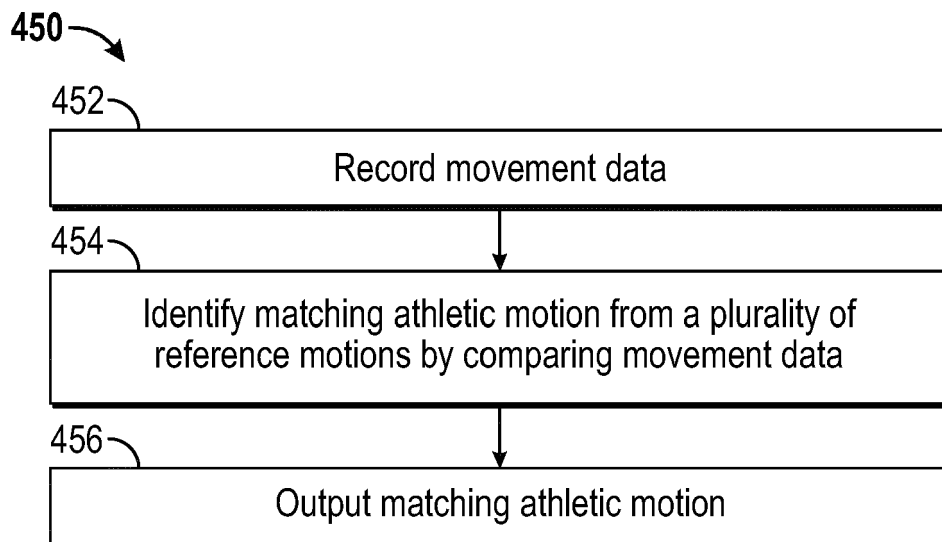 450
452
Record movement data
454
Identify matching athletic motion from a plurality of
reference motions by comparing movement data
456
Output matching athletic motion